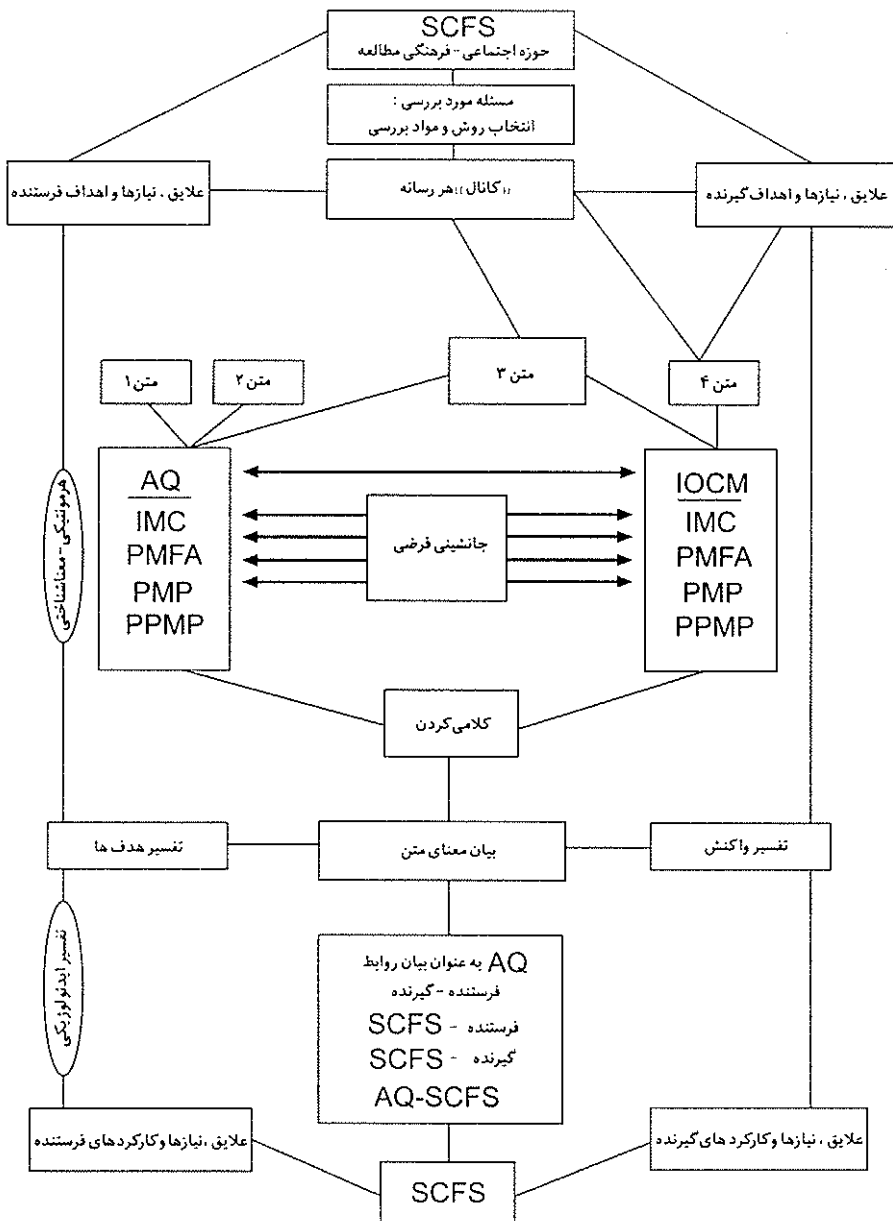 SCFS
حوزه اجتماعی - فرهنگی مطالعه
مسئله مورد بررسی :
انتخاب روش و مواد بررسی
علایق ، نیازها و اهداف گیرنده
«کانال» هر رسانه
علایق ، نیازها و اهداف فرستنده
متن ۱
متن ۲
متن ۳
متن ۴
AQ
IMC
PMFA
PMP
PPMP
جانشینی فرضی
IOCM
IMC
PMFA
PMP
PPMP
هرمونتیکی - معناشناختی
کلامی کردن
تفسیر واکنش
بیان معنای متن
تفسیر هدف ها
تفسیر ایدئولوژیکی
AQ به عنوان بیان روابط
فرستنده - گیرنده
فرستنده - SCFS
گیرنده - SCFS
AQ-SCFS
علایق ، نیازها و کارکردهای گیرنده
علایق ، نیازها و کارکردهای فرستنده
SCFS